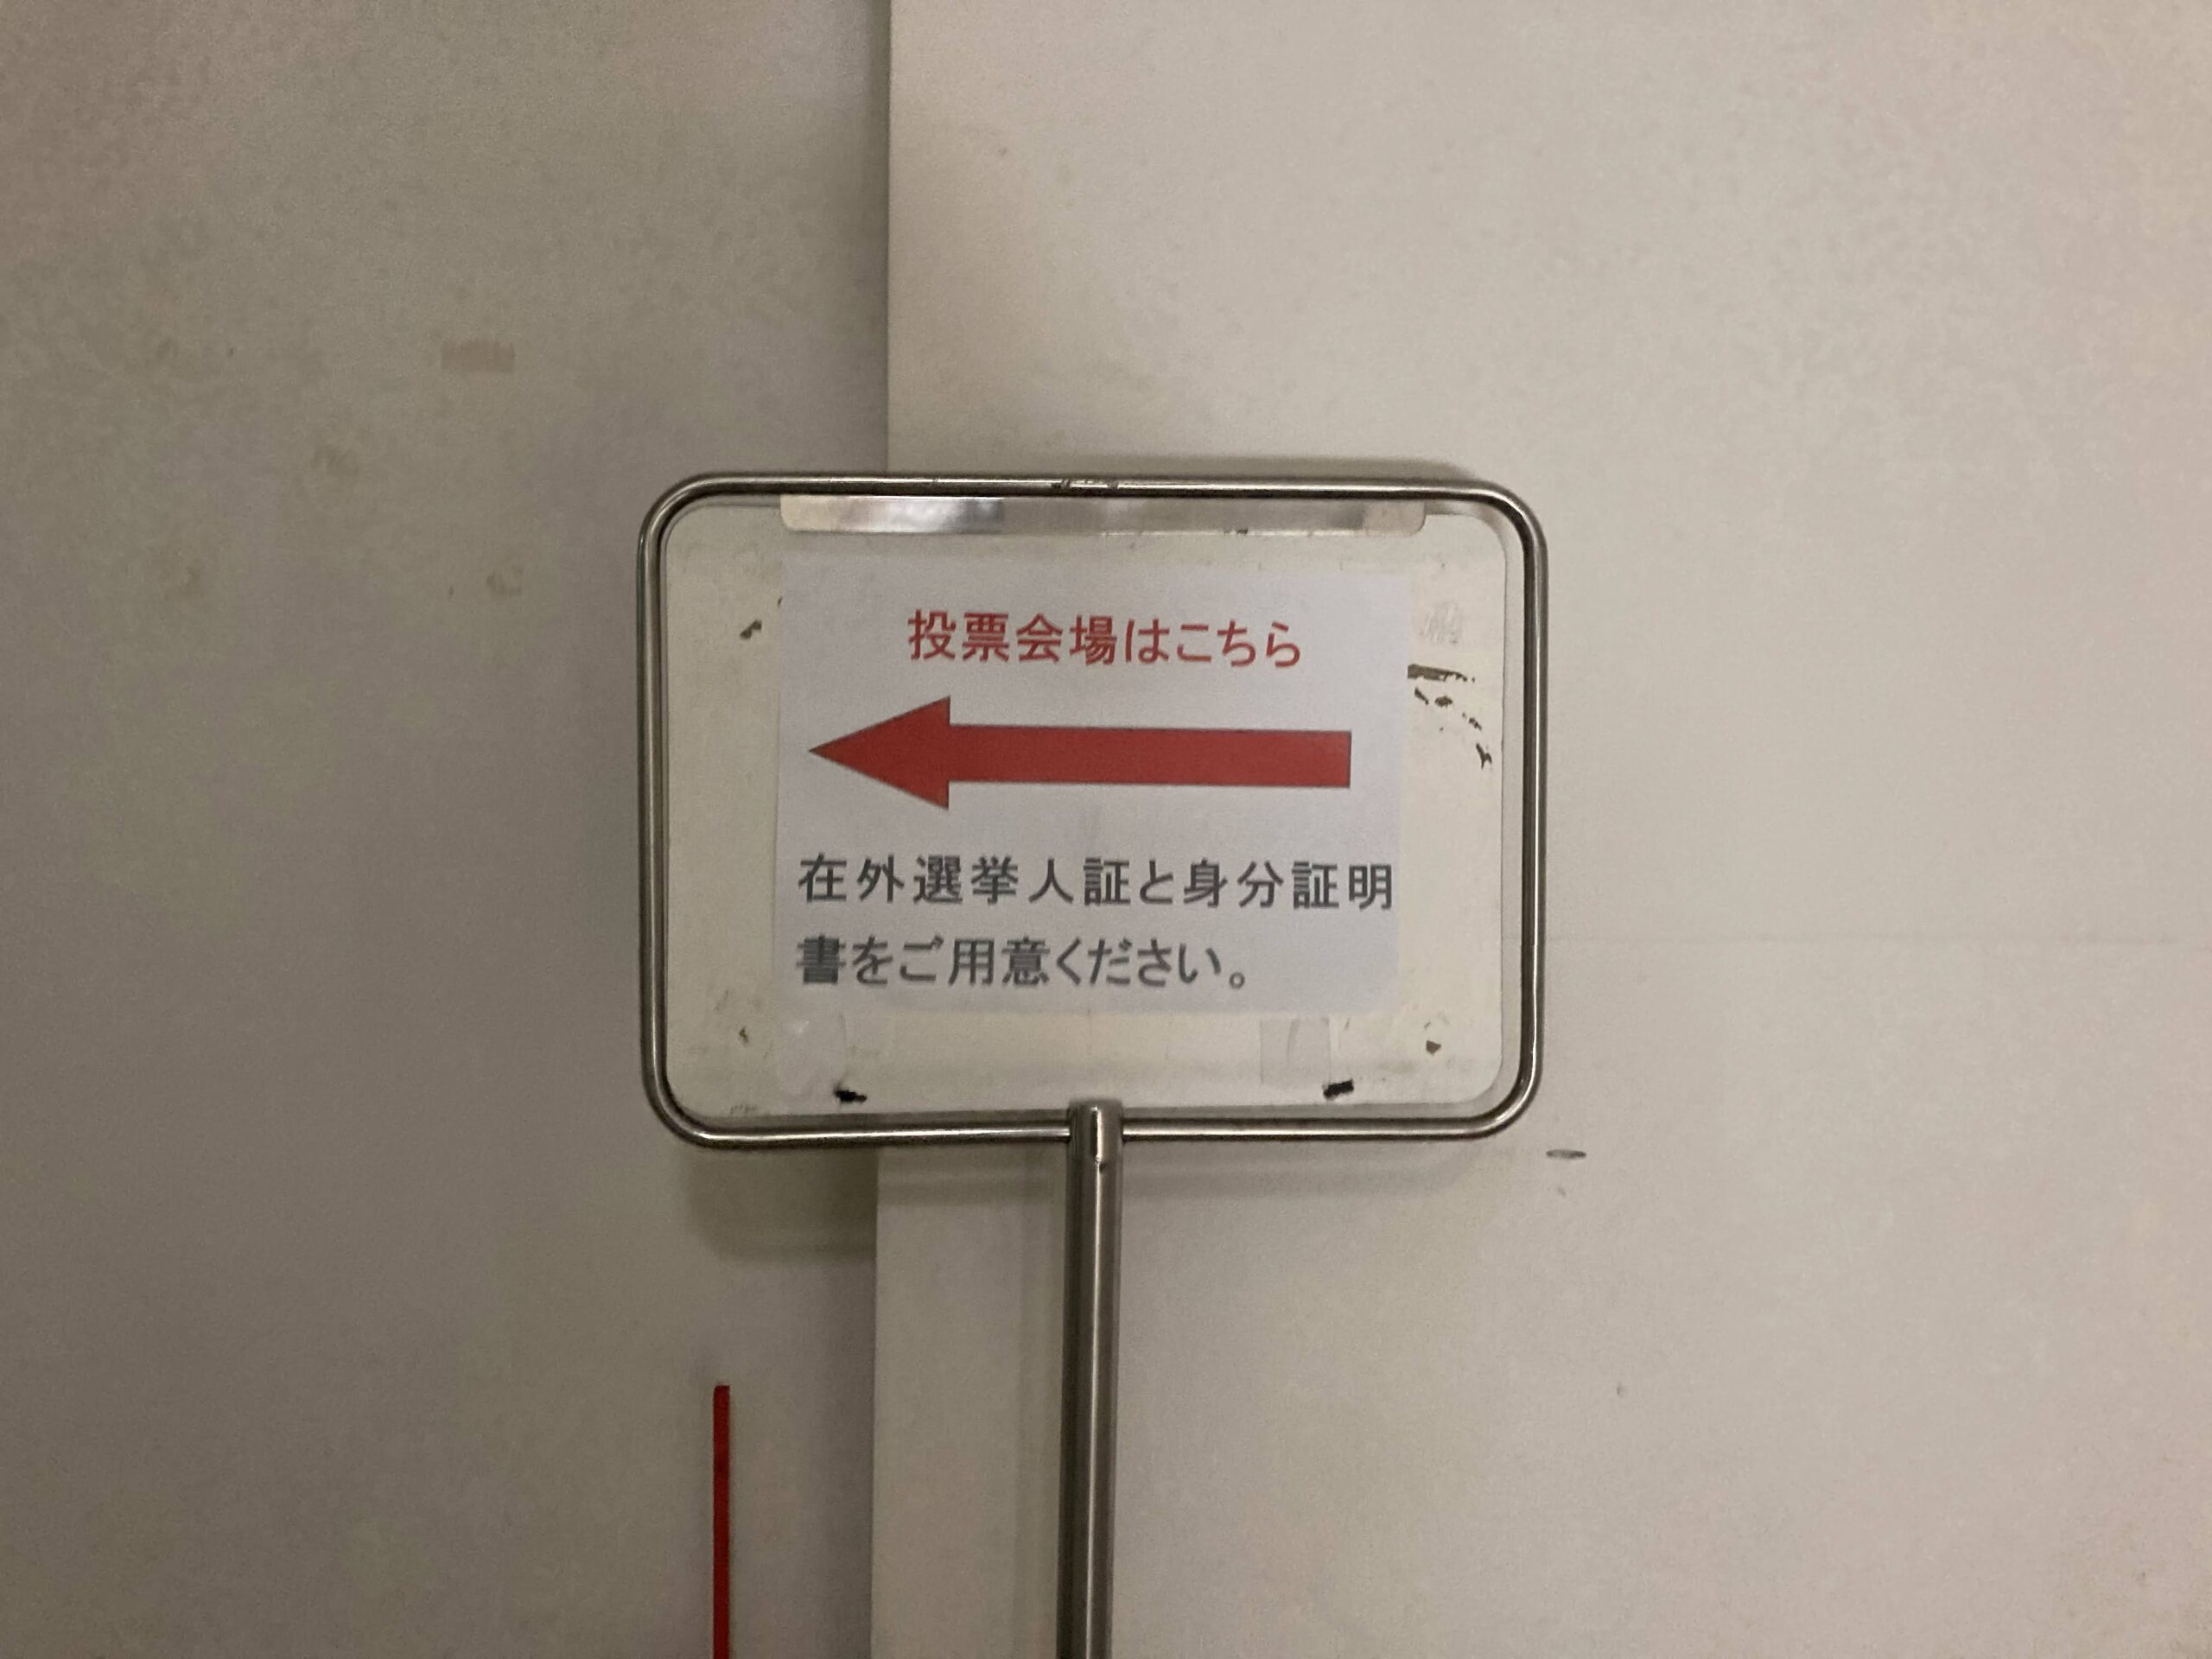 投票会場はこちら
在外選挙人証と身分証明
書をご用意ください。